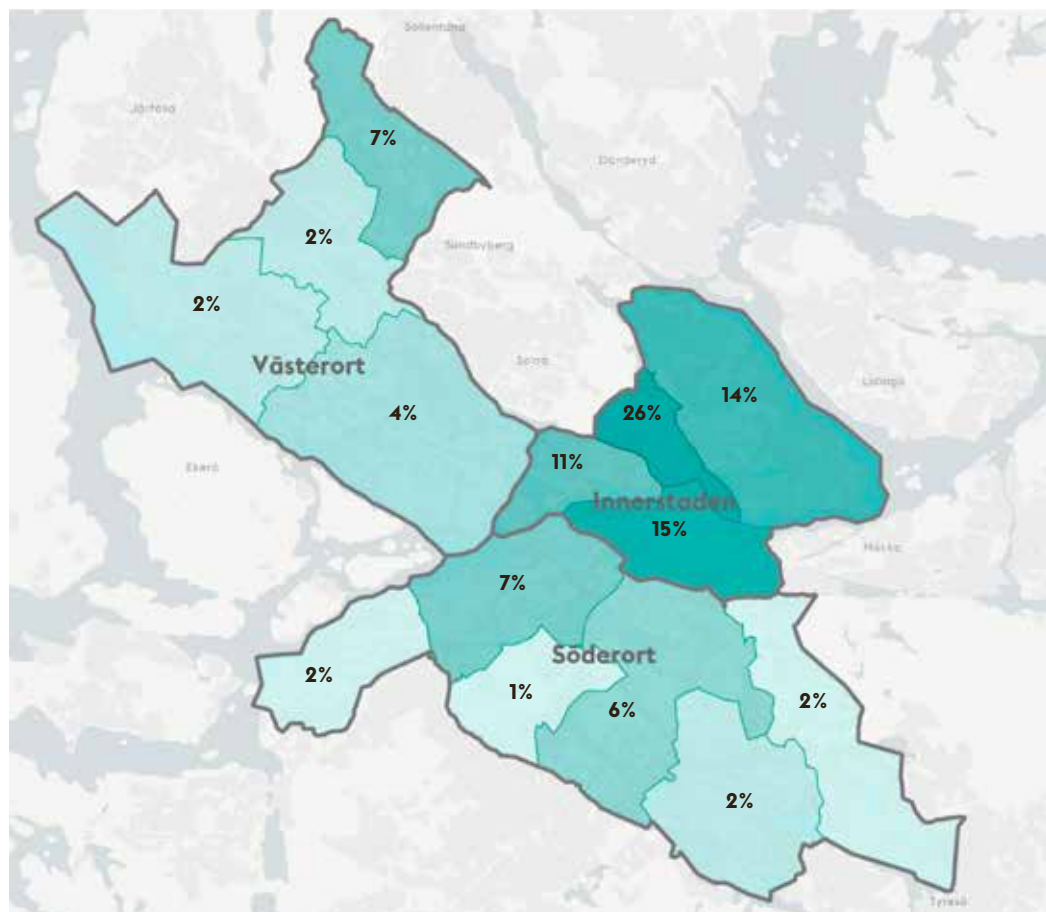 Sollentuna
Järfälla
7%
Danderyd
2%
Sundbyberg
2%
Solna
Västerort
Lidingö
14%
4%
26%
11%
Ekerö
Innerstaden
15%
Nacka
7%
Söderort
2%
1%
2%
6%
2%
Tyresö